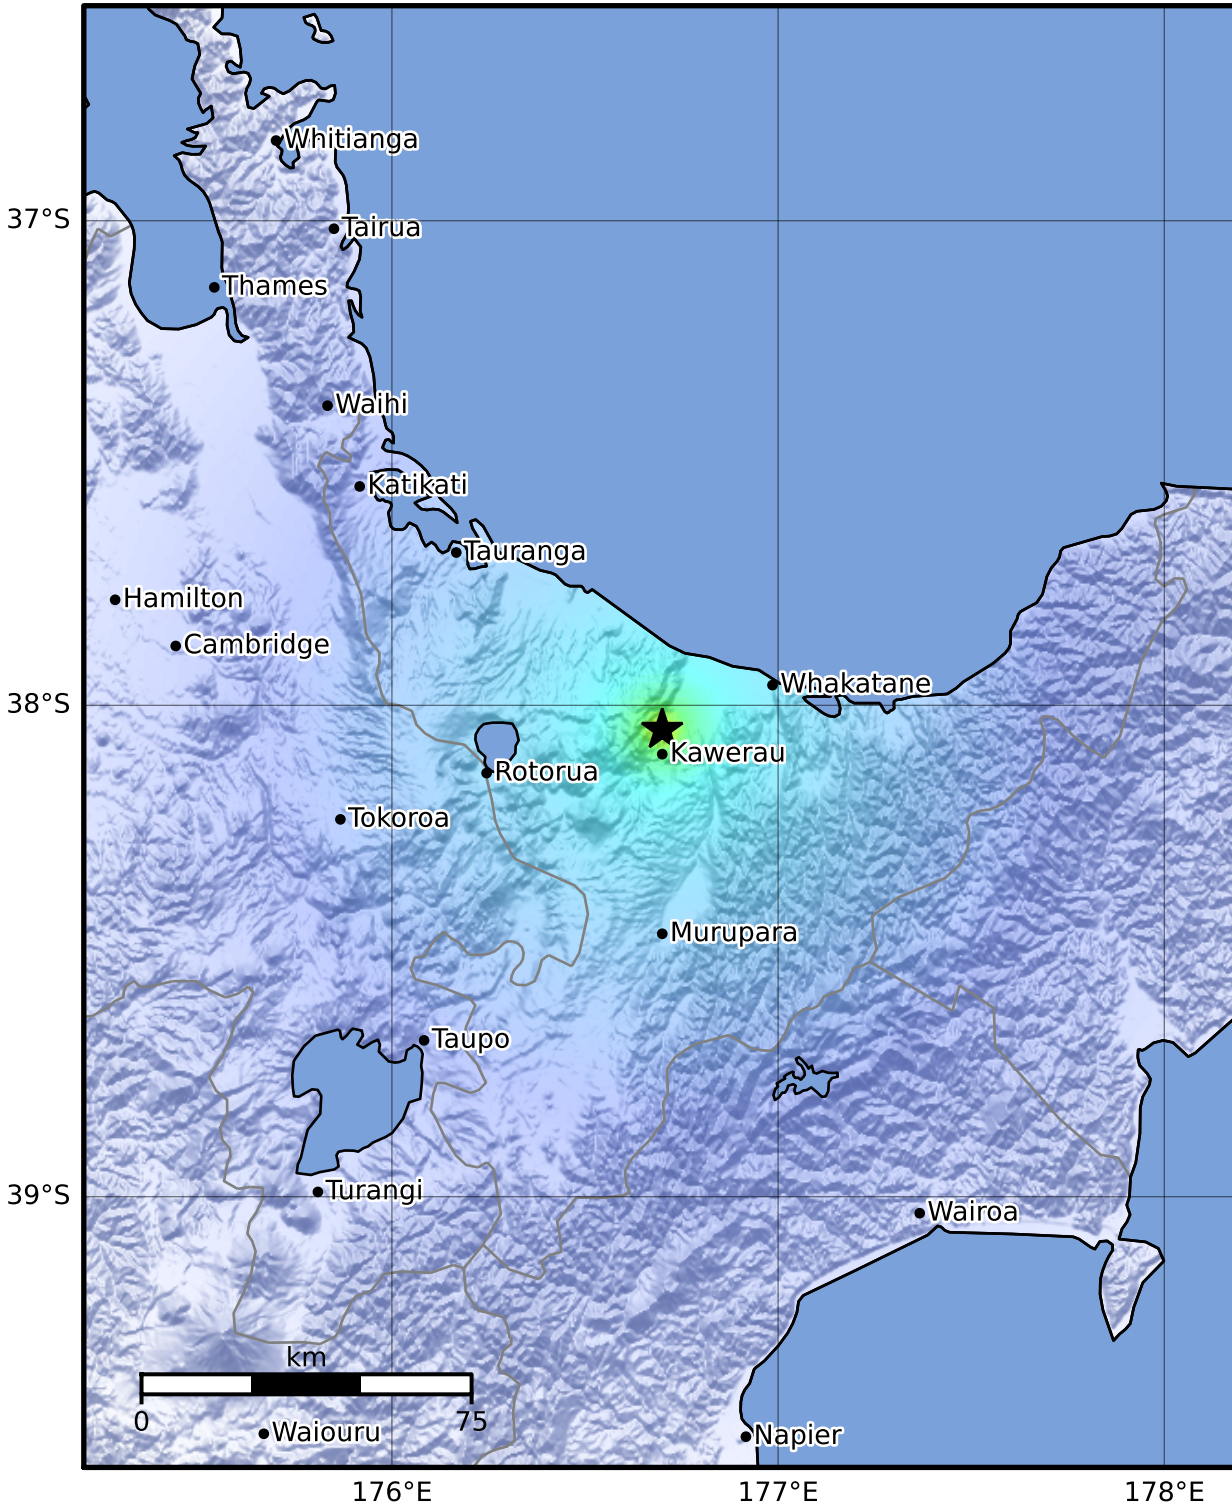 Whitianga
37°S
Tairua
Thames
Waihi
Katikati
Tauranga
Hamilton
Cambridge
Whakatane
38°S
Kawerau
Rotorua
Tokoroa
Murupara
Taupo
Turangi
39°S
Wairoa
km
0
75
Waiouru
Napier
176°E
177°E
178°E